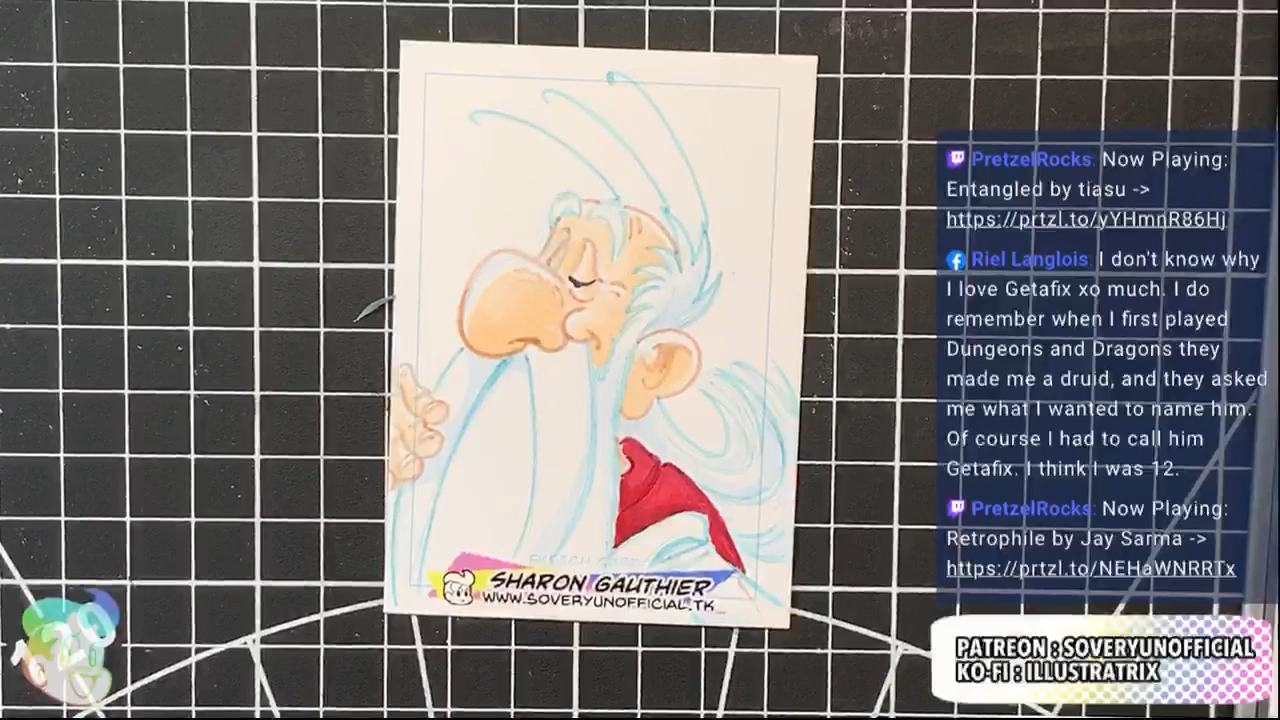 PretzelRocks: Now Playing:
Entangled by tiasu ->
https://prtzl.to/yYHmnR86Hj
Riel Langlois: I don't know why
I love Getafix xo much. I do
remember when I first played
Dungeons and Dragons they
made me a druid, and they asked
me what I wanted to name him.
Of course I had to call him
Getafix. I think I was 12.
PretzelRocks: Now Playing:
Retrophile by Jay Sarma ->
https://prtzl.to/NEHaWNRRTx
SHARON GAUTHIER
WWW.SOVERYUNOFFICIAL.TK
PATREON : SOVERYUNOFFICIAL
KO-FI : ILLUSTRATRIX